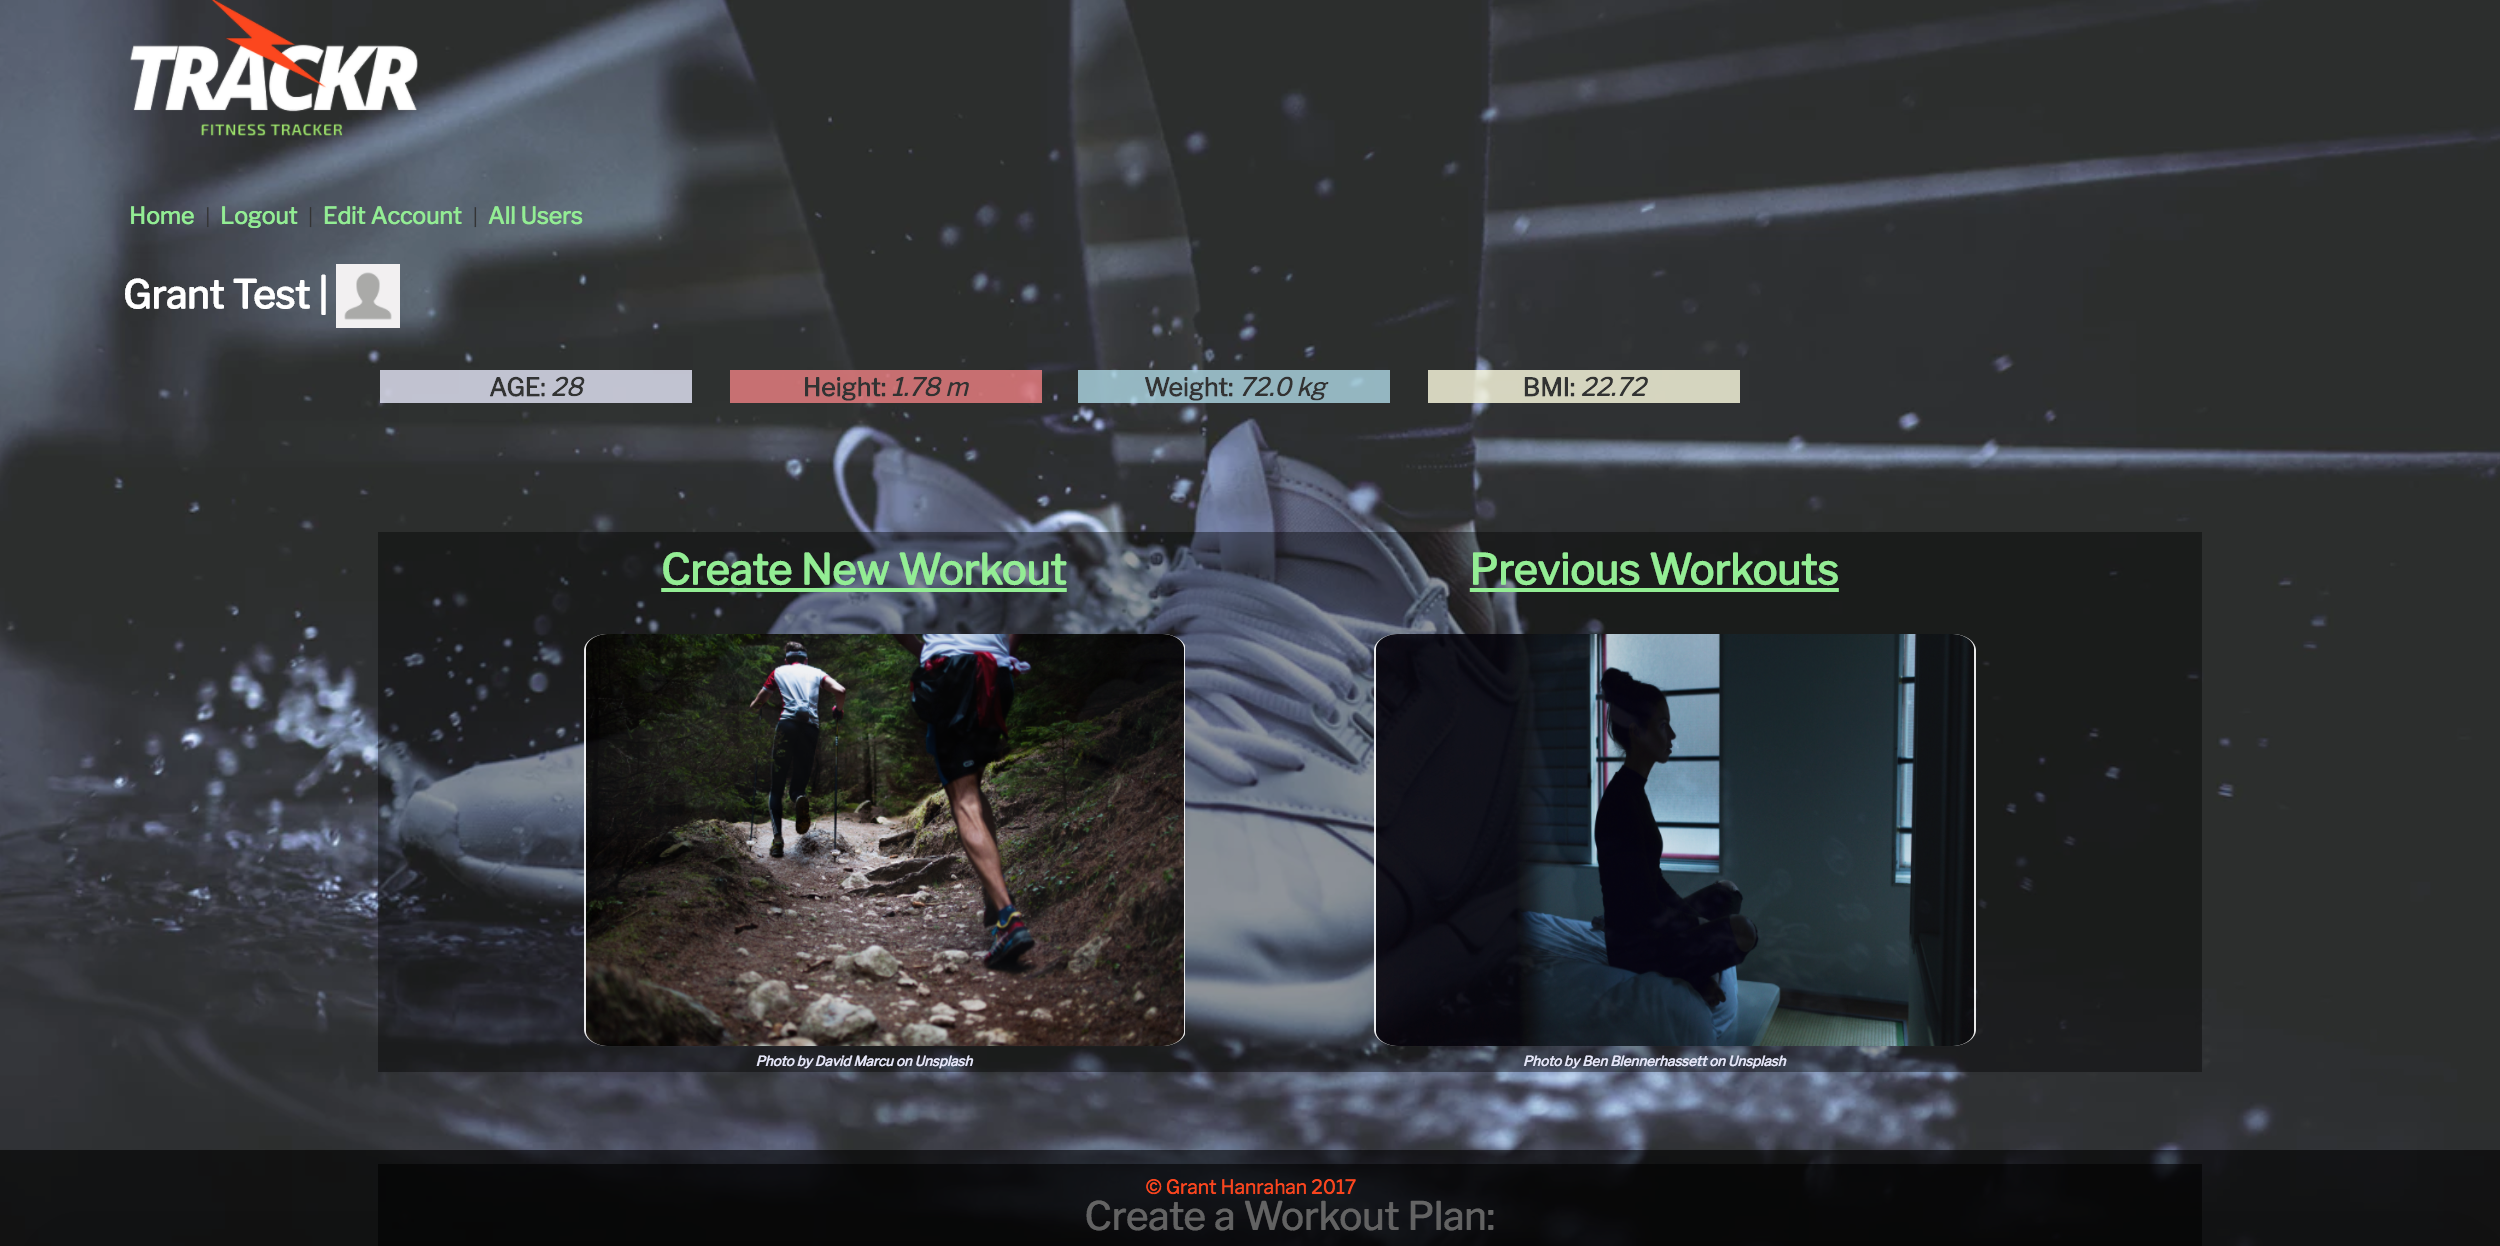 TRACKR
FITNESS TRACKER
Home | Logout | Edit Account | All Users
Grant Test |
AGE: 28
Height: 1.78 m
Weight: 72.0 kg
BMI: 22.72
Create New Workout
Previous Workouts
Photo by David Marcu on Unsplash
Photo by Ben Blennerhassett on Unsplash
© Grant Hanrahan 2017
Create a Workout Plan: